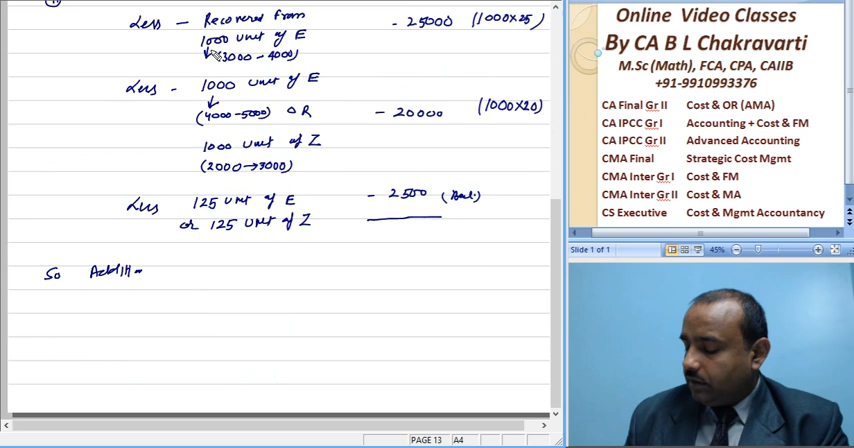 Less - Recovered from - 25000 (1000×25)
1000 unit of E
(3000 - 4000)
Less - 1000 unit of E
(4000-5000) OR - 20000 (1000×20)
1000 unit of Z
(2000→3000)
Less 125 unit of E - 2500 (Bal.)
or 125 unit of Z
So
Online Video Classes
By CA B L Chakravarti
M.Sc (Math), FCA, CPA, CAIIB
+91-9910993376
CA Final Gr II Cost & OR (AMA)
CA IPCC Gr I Accounting + Cost & FM
CA IPCC Gr II Advanced Accounting
CMA Final Strategic Cost Mgmt
CMA Inter Gr I Cost & FM
CMA Inter Gr II Cost & MA
CS Executive Cost & Mgmt Accountancy
Slide 1 of 1 45%
PAGE 13 A4